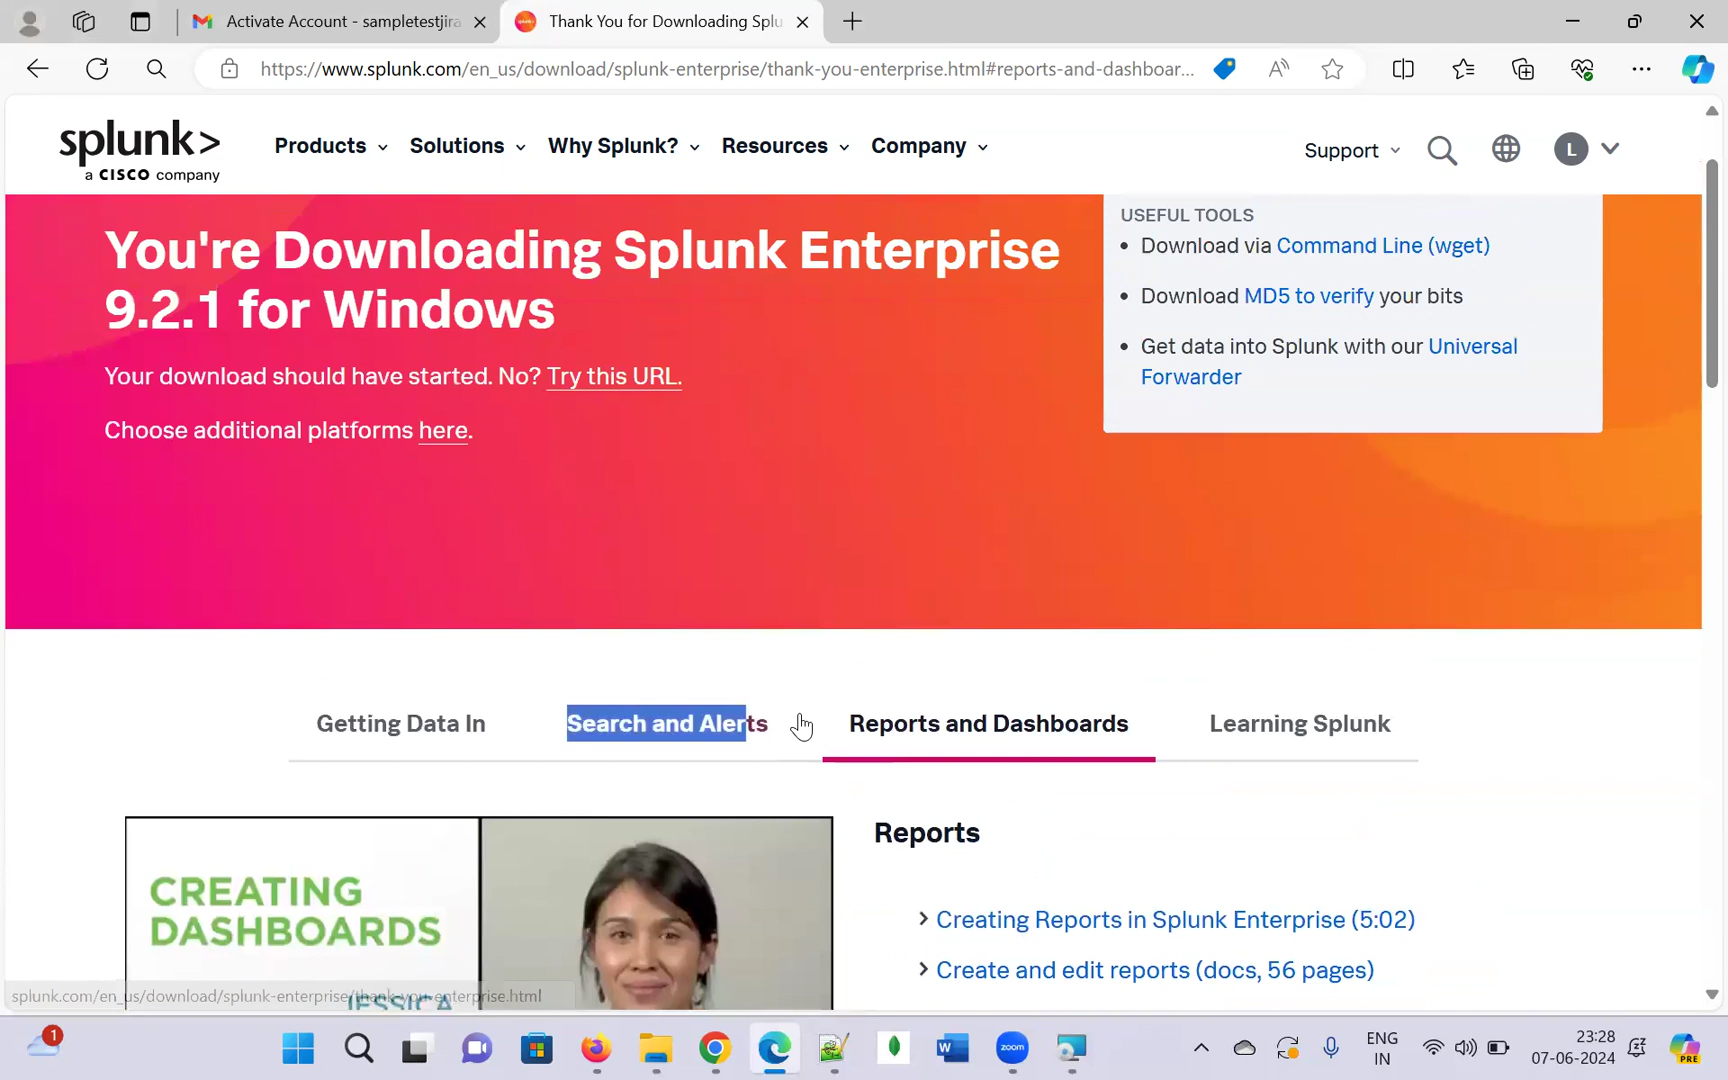 Activate Account - sampletestjira
Thank You for Downloading Splu
https://www.splunk.com/en_us/download/splunk-enterprise/thank-you-enterprise.html#reports-and-dashboar...
splunk>
a CISCO company
Products
Solutions
Why Splunk?
Resources
Company
Support
L
You're Downloading Splunk Enterprise
9.2.1 for Windows
Your download should have started. No? Try this URL.
Choose additional platforms here.
USEFUL TOOLS
• Download via Command Line (wget)
• Download MD5 to verify your bits
• Get data into Splunk with our Universal
Forwarder
Getting Data In
Search and Alerts
Reports and Dashboards
Learning Splunk
CREATING
DASHBOARDS
JESSICA
Reports
> Creating Reports in Splunk Enterprise (5:02)
> Create and edit reports (docs, 56 pages)
splunk.com/en_us/download/splunk-enterprise/thank-you-enterprise.html
1
W
zoom
ENG
IN
23:28
07-06-2024
PRE